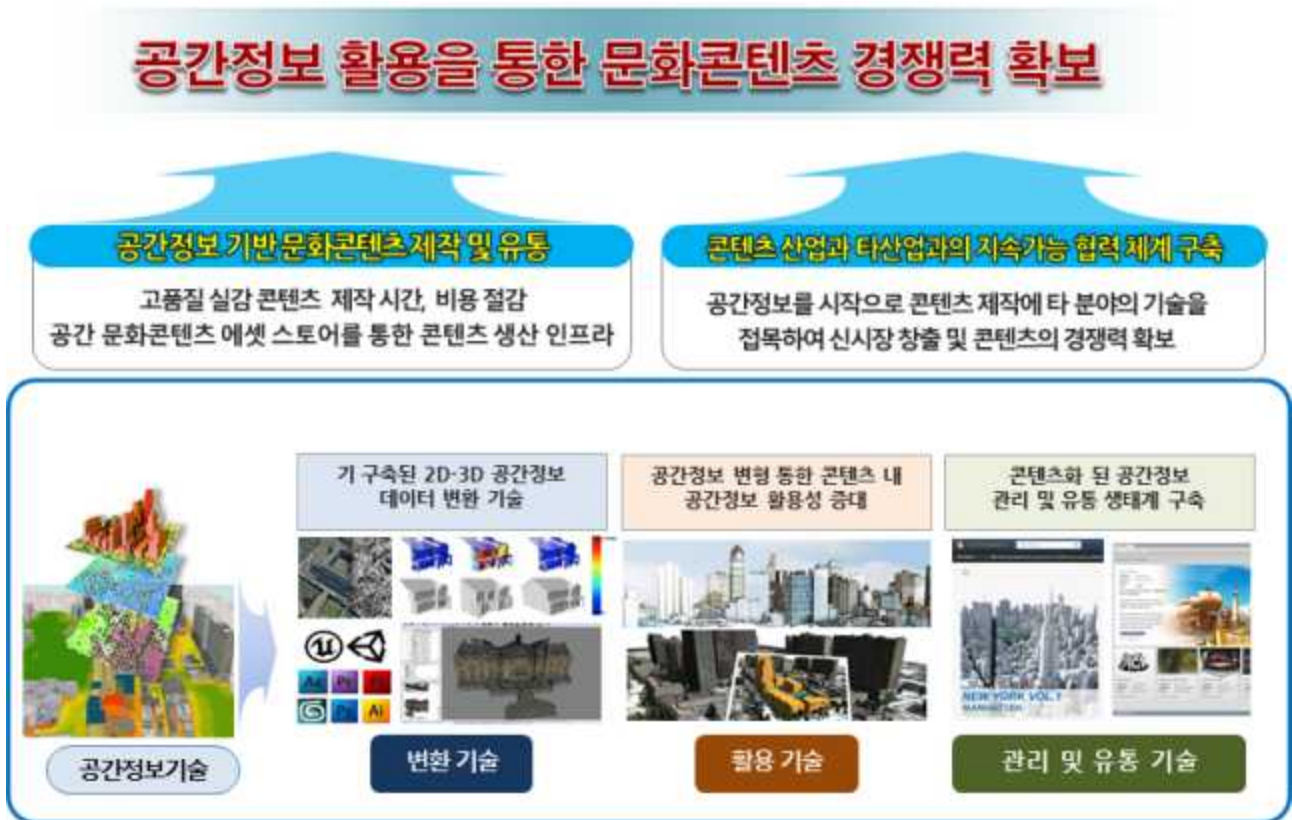 공간정보 활용을 통한 문화콘텐츠 경쟁력 확보
공간정보 기반 문화콘텐츠 제작 및 유통
고품질 실감 콘텐츠 제작 시간, 비용 절감
공간 문화콘텐츠 에셋 스토어를 통한 콘텐츠 생산 인프라
콘텐츠 산업과 타산업과의 지속가능 협력 체계 구축
공간정보를 시작으로 콘텐츠 제작에 타 분야의 기술을
접목하여 신시장 창출 및 콘텐츠의 경쟁력 확보
기 구축된 2D-3D 공간정보
데이터 변환 기술
공간정보 변형 통한 콘텐츠 내
공간정보 활용성 증대
콘텐츠화 된 공간정보
관리 및 유통 생태계 구축
Ae Pr
Ps Ai
NEW YORK VOL.1
MANHATTAN
공간정보기술
변환 기술
활용 기술
관리 및 유통 기술